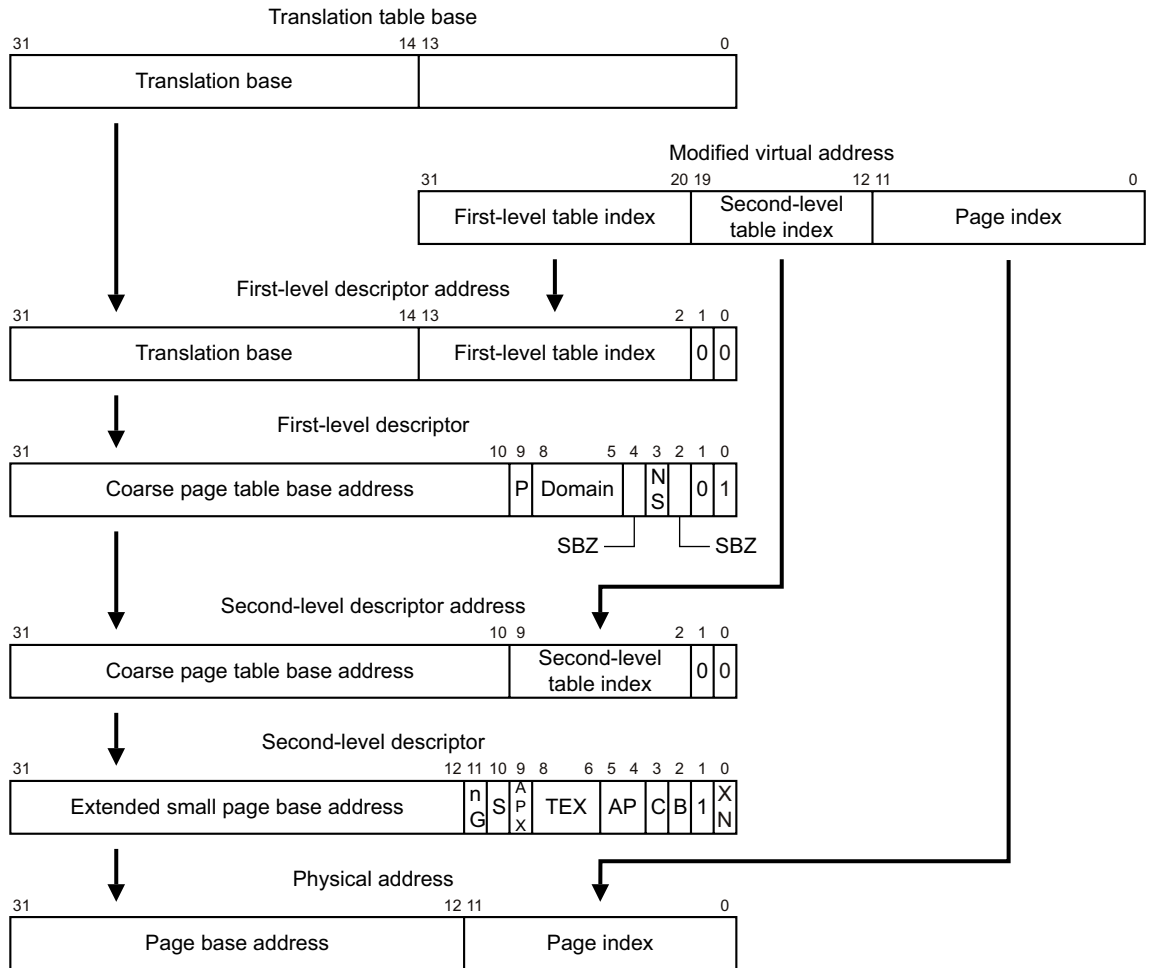 Translation table base
31 14 13 0
Translation base
Modified virtual address
31 20 19 12 11 0
First-level table index Second-level table index Page index
First-level descriptor address
31 14 13 2 1 0
Translation base First-level table index 0 0
First-level descriptor
31 10 9 8 5 4 3 2 1 0
Coarse page table base address P Domain NS 0 1
SBZ SBZ
Second-level descriptor address
31 10 9 2 1 0
Coarse page table base address Second-level table index 0 0
Second-level descriptor
31 12 11 10 9 8 6 5 4 3 2 1 0
Extended small page base address nG S APX TEX AP C B 1 XN
Physical address
31 12 11 0
Page base address Page index